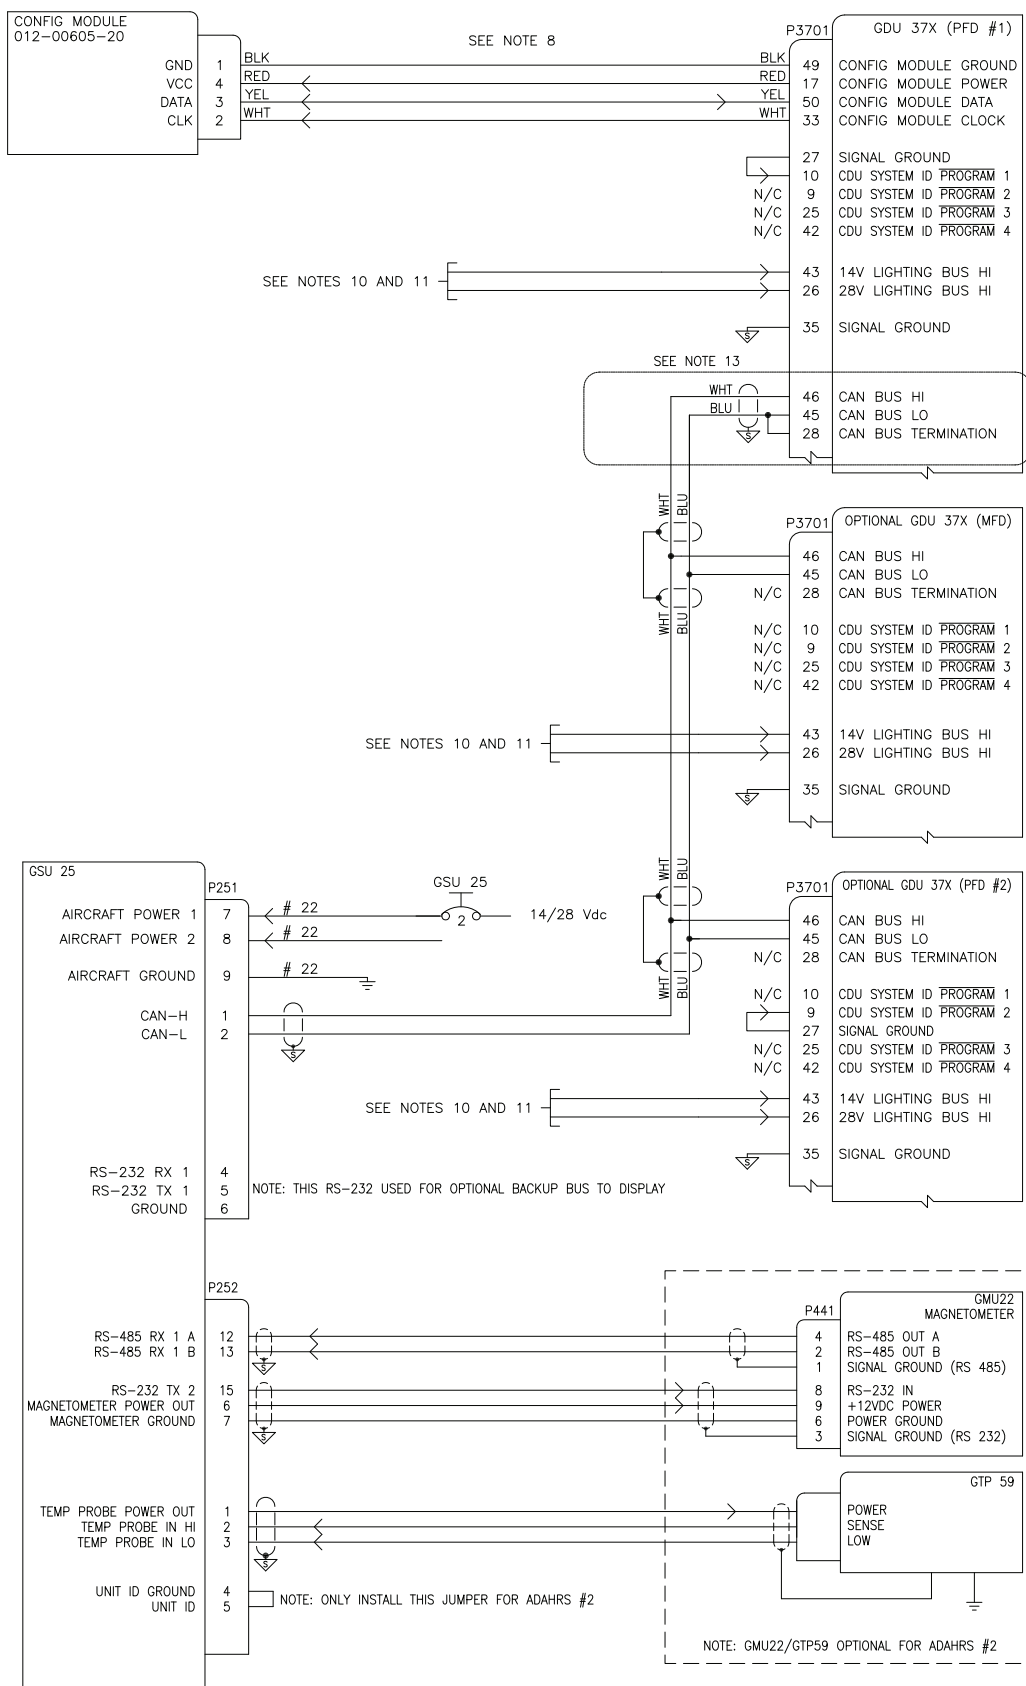 CONFIG MODULE
012-00605-20
GND 1 BLK
VCC 4 RED
DATA 3 YEL
CLK 2 WHT
SEE NOTE 8
P3701 GDU 37X (PFD #1)
BLK 49 CONFIG MODULE GROUND
RED 17 CONFIG MODULE POWER
YEL 50 CONFIG MODULE DATA
WHT 33 CONFIG MODULE CLOCK
27 SIGNAL GROUND
10 CDU SYSTEM ID PROGRAM 1
N/C 9 CDU SYSTEM ID PROGRAM 2
N/C 25 CDU SYSTEM ID PROGRAM 3
N/C 42 CDU SYSTEM ID PROGRAM 4
SEE NOTES 10 AND 11
43 14V LIGHTING BUS HI
26 28V LIGHTING BUS HI
S 35 SIGNAL GROUND
SEE NOTE 13
WHT 46 CAN BUS HI
BLU 45 CAN BUS LO
S 28 CAN BUS TERMINATION
WHT BLU
P3701 OPTIONAL GDU 37X (MFD)
46 CAN BUS HI
45 CAN BUS LO
N/C 28 CAN BUS TERMINATION
WHT BLU
N/C 10 CDU SYSTEM ID PROGRAM 1
N/C 9 CDU SYSTEM ID PROGRAM 2
N/C 25 CDU SYSTEM ID PROGRAM 3
N/C 42 CDU SYSTEM ID PROGRAM 4
SEE NOTES 10 AND 11
43 14V LIGHTING BUS HI
26 28V LIGHTING BUS HI
S 35 SIGNAL GROUND
WHT BLU
P3701 OPTIONAL GDU 37X (PFD #2)
46 CAN BUS HI
45 CAN BUS LO
N/C 28 CAN BUS TERMINATION
WHT BLU
N/C 10 CDU SYSTEM ID PROGRAM 1
9 CDU SYSTEM ID PROGRAM 2
27 SIGNAL GROUND
N/C 25 CDU SYSTEM ID PROGRAM 3
N/C 42 CDU SYSTEM ID PROGRAM 4
SEE NOTES 10 AND 11
43 14V LIGHTING BUS HI
26 28V LIGHTING BUS HI
S 35 SIGNAL GROUND
GSU 25
P251
GSU 25
AIRCRAFT POWER 1 7 # 22 2 14/28 Vdc
AIRCRAFT POWER 2 8 # 22
AIRCRAFT GROUND 9 # 22
CAN-H 1
CAN-L 2
S
RS-232 RX 1 4
RS-232 TX 1 5 NOTE: THIS RS-232 USED FOR OPTIONAL BACKUP BUS TO DISPLAY
GROUND 6
P252
RS-485 RX 1 A 12
RS-485 RX 1 B 13
S
RS-232 TX 2 15
MAGNETOMETER POWER OUT 6
MAGNETOMETER GROUND 7
S
TEMP PROBE POWER OUT 1
TEMP PROBE IN HI 2
TEMP PROBE IN LO 3
S
UNIT ID GROUND 4
UNIT ID 5
NOTE: ONLY INSTALL THIS JUMPER FOR ADAHRS #2
GMU22
MAGNETOMETER
P441
4 RS-485 OUT A
2 RS-485 OUT B
1 SIGNAL GROUND (RS 485)
8 RS-232 IN
9 +12VDC POWER
6 POWER GROUND
3 SIGNAL GROUND (RS 232)
GTP 59
POWER
SENSE
LOW
NOTE: GMU22/GTP59 OPTIONAL FOR ADAHRS #2